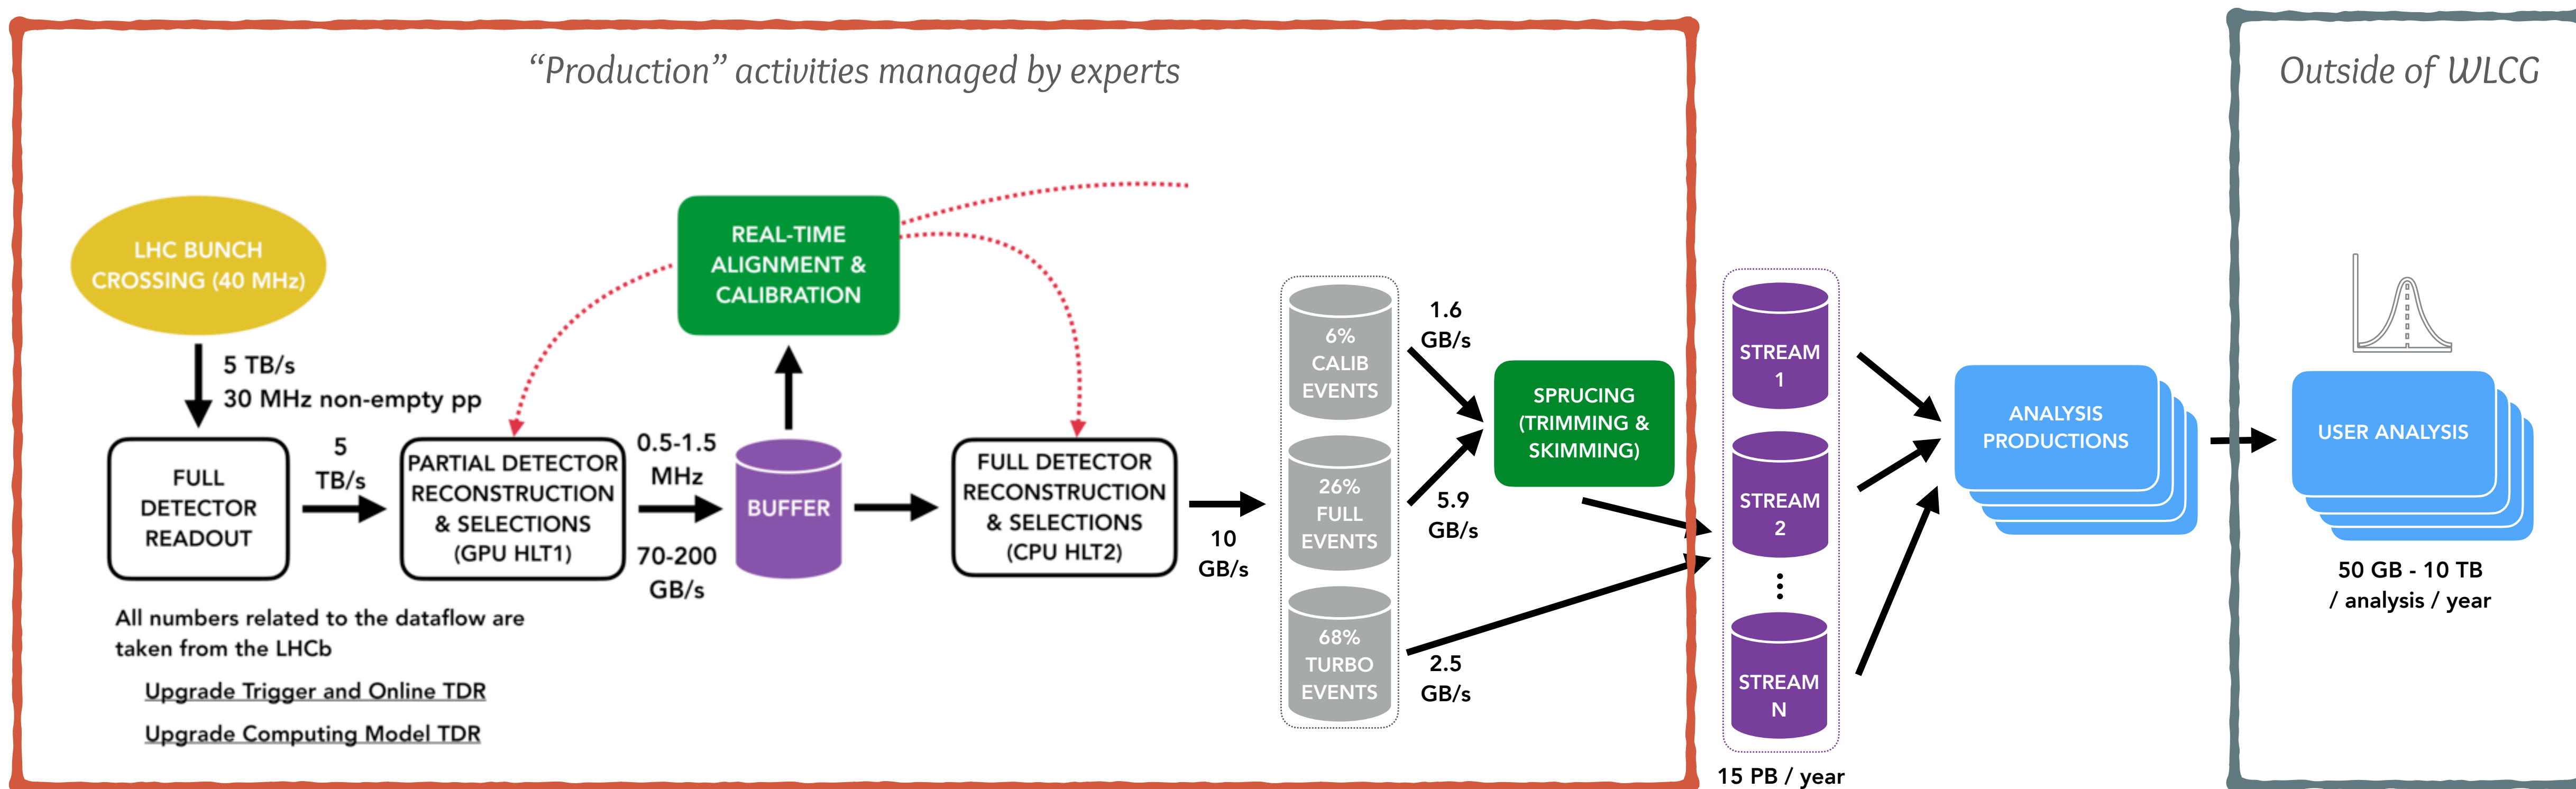 “Production” activities managed by experts
Outside of WLCG
LHC BUNCH
CROSSING (40 MHz)
5 TB/s
30 MHz non-empty pp
FULL
DETECTOR
READOUT
5
TB/s
PARTIAL DETECTOR
RECONSTRUCTION
& SELECTIONS
(GPU HLT1)
0.5-1.5
MHz
70-200
GB/s
REAL-TIME
ALIGNMENT &
CALIBRATION
BUFFER
FULL DETECTOR
RECONSTRUCTION
& SELECTIONS
(CPU HLT2)
10
GB/s
6%
CALIB
EVENTS
26%
FULL
EVENTS
68%
TURBO
EVENTS
1.6
GB/s
5.9
GB/s
2.5
GB/s
SPRUCING
(TRIMMING &
SKIMMING)
STREAM
1
STREAM
2
STREAM
N
15 PB / year
ANALYSIS
PRODUCTIONS
USER ANALYSIS
50 GB - 10 TB
/ analysis / year
All numbers related to the dataflow are
taken from the LHCb
Upgrade Trigger and Online TDR
Upgrade Computing Model TDR